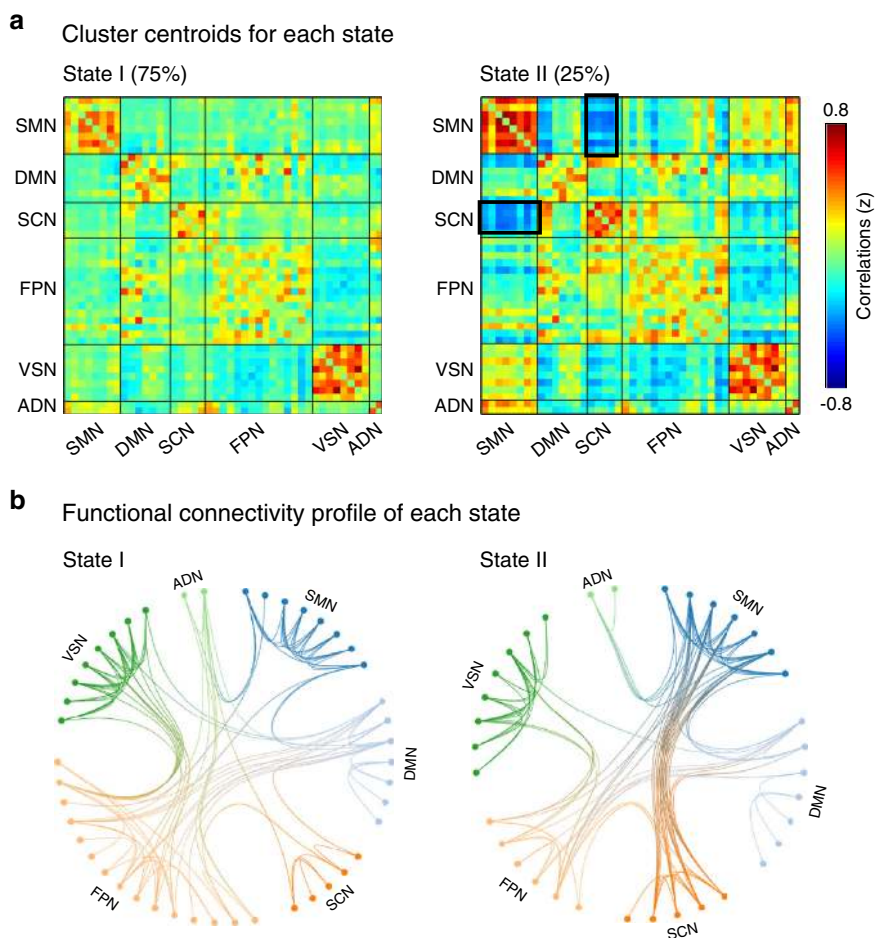 a
Cluster centroids for each state
State I (75%)
State II (25%)
SMN
DMN
SCN
FPN
VSN
ADN
SMN
DMN
SCN
FPN
VSN
ADN
SMN
DMN
SCN
FPN
VSN
ADN
SMN
DMN
SCN
FPN
VSN
ADN
0.8
Correlations (z)
-0.8
b
Functional connectivity profile of each state
State I
ADN
SMN
VSN
DMN
FPN
SCN
State II
ADN
SMN
VSN
DMN
FPN
SCN